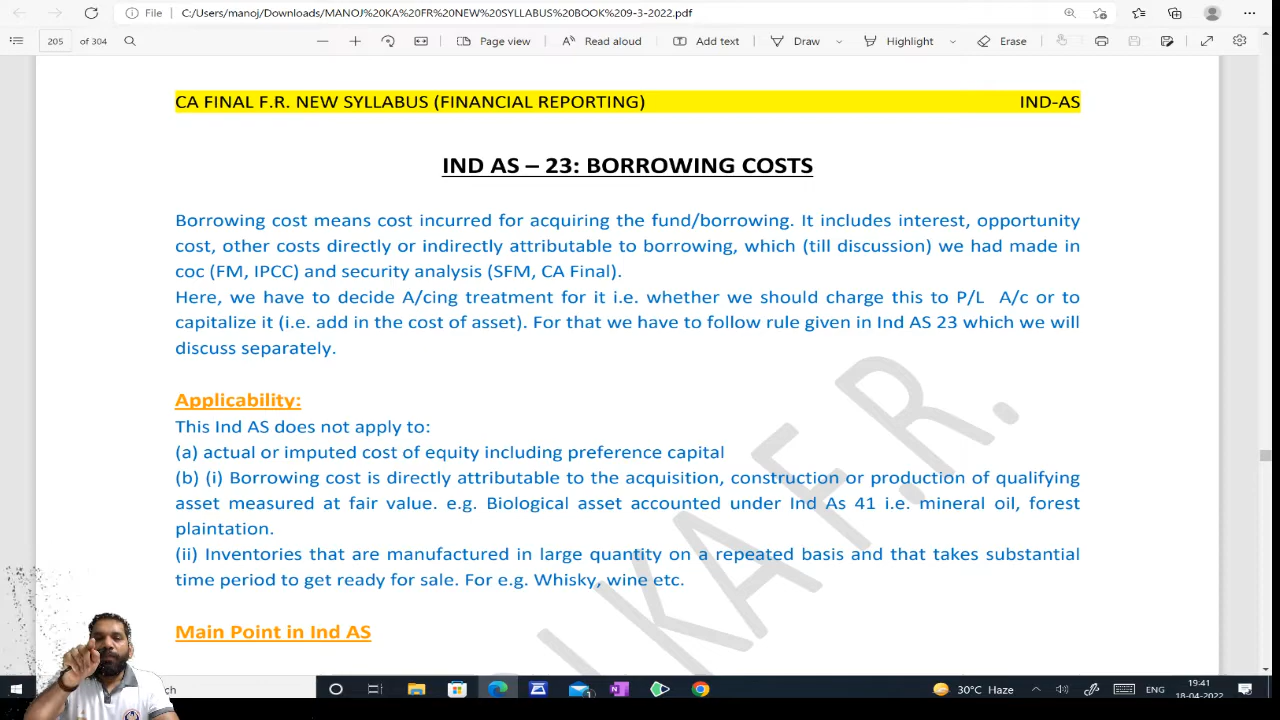 File
C:/Users/manoj/Downloads/MANOJ%20KA%20FR%20NEW%20SYLLABUS%20BOOK%209-3-2022.pdf
205 of 304
Page view
Read aloud
Add text
Draw
Highlight
Erase
CA FINAL F.R. NEW SYLLABUS (FINANCIAL REPORTING) IND-AS
IND AS – 23: BORROWING COSTS
Borrowing cost means cost incurred for acquiring the fund/borrowing. It includes interest, opportunity
cost, other costs directly or indirectly attributable to borrowing, which (till discussion) we had made in
coc (FM, IPCC) and security analysis (SFM, CA Final).
Here, we have to decide A/cing treatment for it i.e. whether we should charge this to P/L A/c or to
capitalize it (i.e. add in the cost of asset). For that we have to follow rule given in Ind AS 23 which we will
discuss separately.
Applicability:
This Ind AS does not apply to:
(a) actual or imputed cost of equity including preference capital
(b) (i) Borrowing cost is directly attributable to the acquisition, construction or production of qualifying
asset measured at fair value. e.g. Biological asset accounted under Ind As 41 i.e. mineral oil, forest
plaintation.
(ii) Inventories that are manufactured in large quantity on a repeated basis and that takes substantial
time period to get ready for sale. For e.g. Whisky, wine etc.
Main Point in Ind AS
KA F.R.
30°C Haze
ENG
19:41
18-04-2022